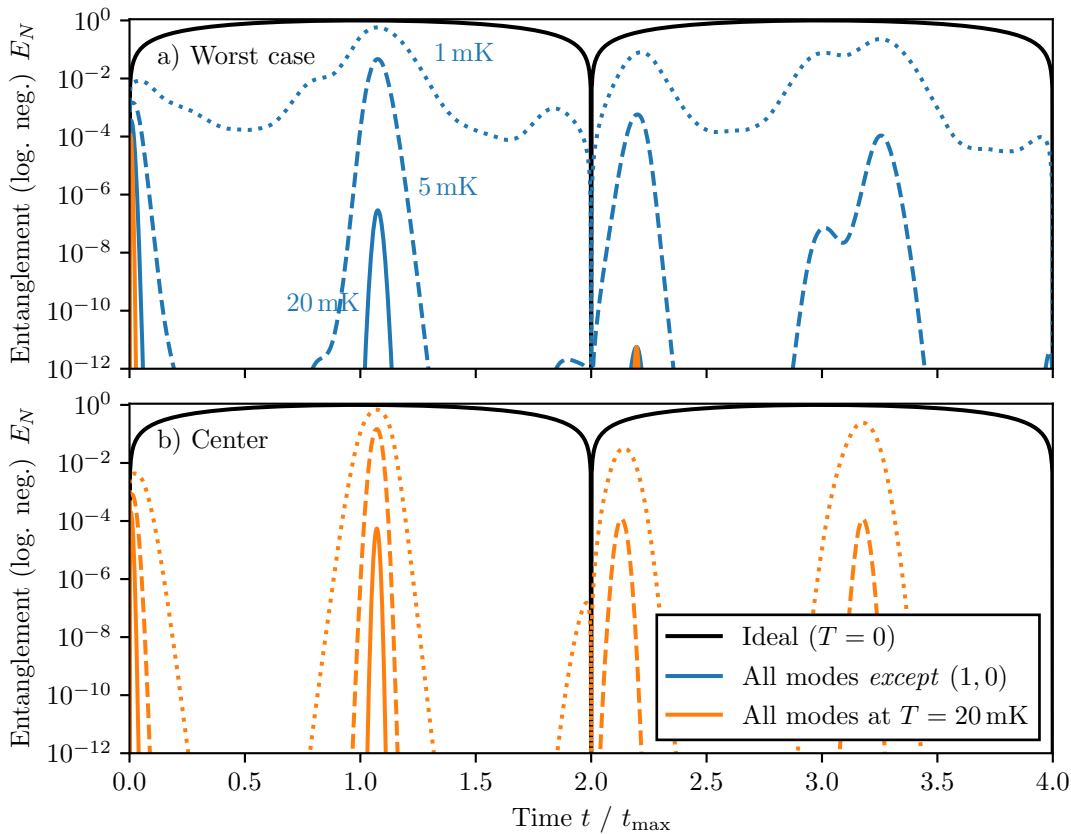 Entanglement (log. neg.) E_N
10^0
10^-2
10^-4
10^-6
10^-8
10^-10
10^-12
a) Worst case
1 mK
5 mK
20 mK
Entanglement (log. neg.) E_N
10^0
10^-2
10^-4
10^-6
10^-8
10^-10
10^-12
b) Center
Ideal (T = 0)
All modes except (1, 0)
All modes at T = 20 mK
0.0 0.5 1.0 1.5 2.0 2.5 3.0 3.5 4.0
Time t / t_max